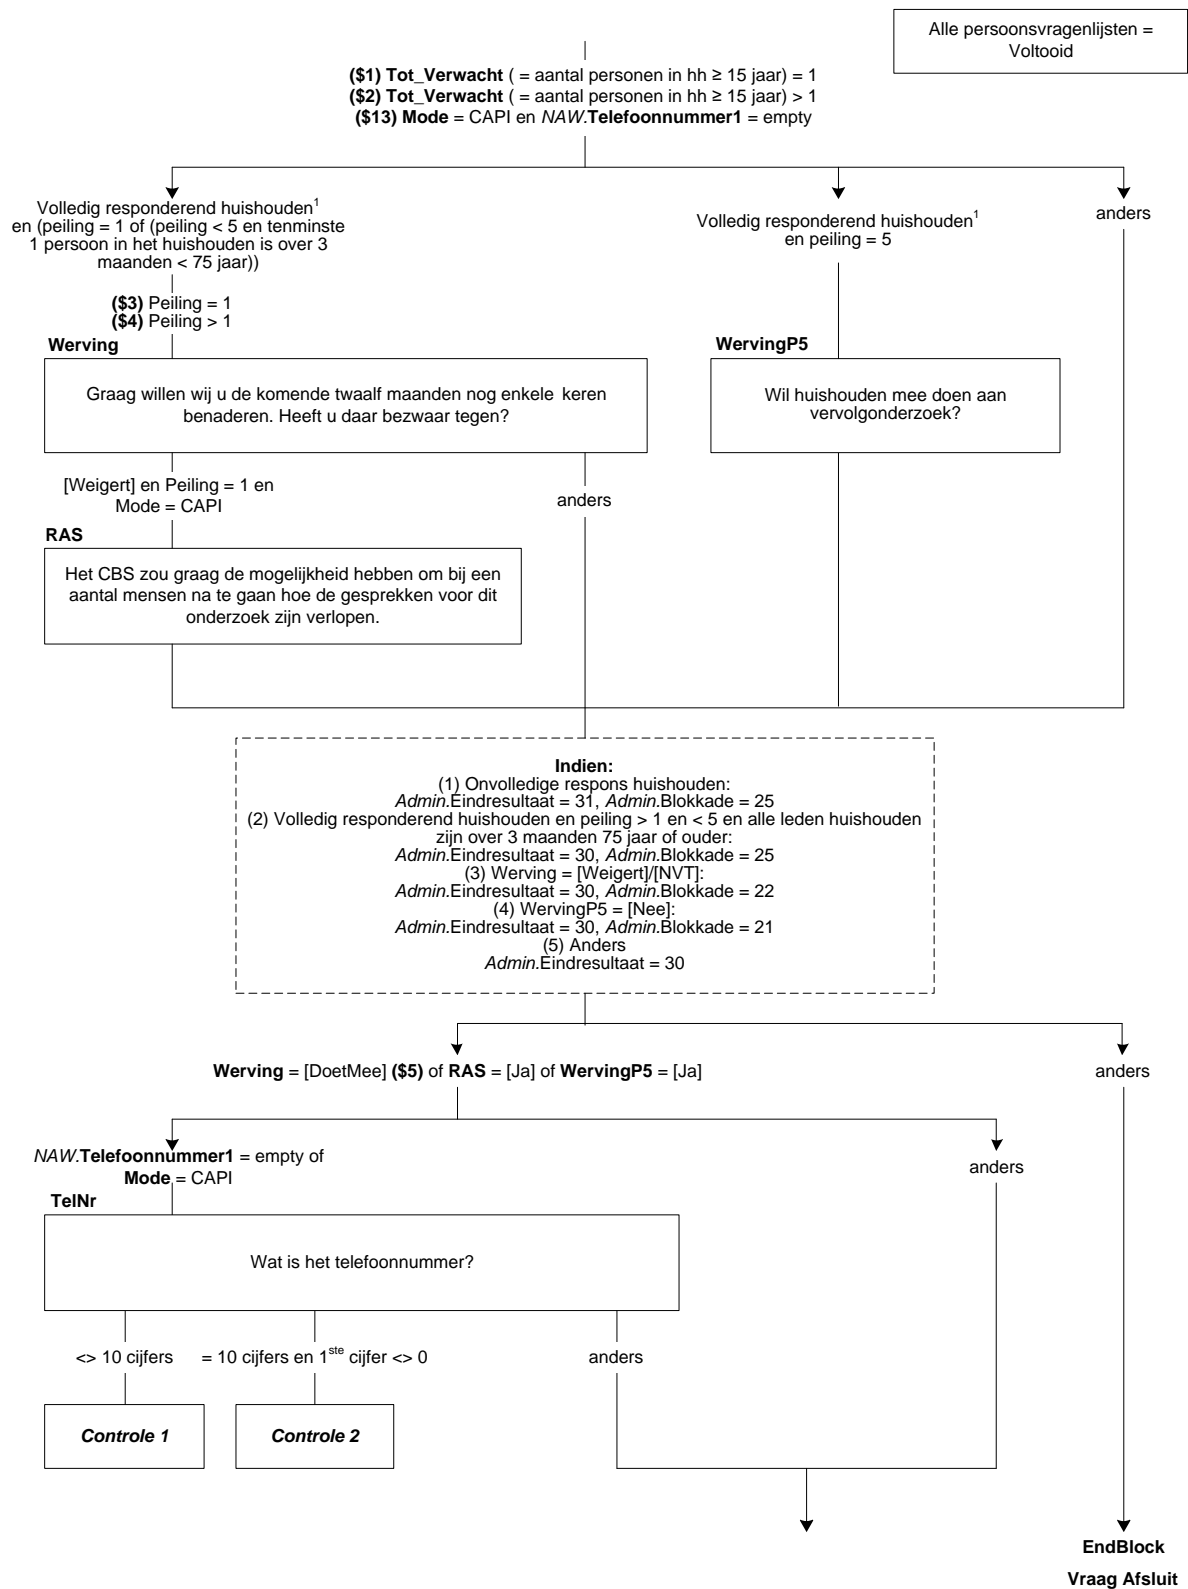 Alle persoonsvragenlijsten =
Voltooid
($1) Tot_Verwacht ( = aantal personen in hh ≥ 15 jaar) = 1
($2) Tot_Verwacht ( = aantal personen in hh ≥ 15 jaar) > 1
($13) Mode = CAPI en NAW.Telefoonnummer1 = empty
Volledig responderend huishouden1
en (peiling = 1 of (peiling < 5 en tenminste
1 persoon in het huishouden is over 3
maanden < 75 jaar))
Volledig responderend huishouden1
en peiling = 5
anders
($3) Peiling = 1
($4) Peiling > 1
Werving
Graag willen wij u de komende twaalf maanden nog enkele keren
benaderen. Heeft u daar bezwaar tegen?
WervingP5
Wil huishouden mee doen aan
vervolgonderzoek?
[Weigert] en Peiling = 1 en
Mode = CAPI
anders
RAS
Het CBS zou graag de mogelijkheid hebben om bij een
aantal mensen na te gaan hoe de gesprekken voor dit
onderzoek zijn verlopen.
Indien:
(1) Onvolledige respons huishouden:
Admin.Eindresultaat = 31, Admin.Blokkade = 25
(2) Volledig responderend huishouden en peiling > 1 en < 5 en alle leden huishouden
zijn over 3 maanden 75 jaar of ouder:
Admin.Eindresultaat = 30, Admin.Blokkade = 25
(3) Werving = [Weigert]/[NVT]:
Admin.Eindresultaat = 30, Admin.Blokkade = 22
(4) WervingP5 = [Nee]:
Admin.Eindresultaat = 30, Admin.Blokkade = 21
(5) Anders
Admin.Eindresultaat = 30
Werving = [DoetMee] ($5) of RAS = [Ja] of WervingP5 = [Ja]
anders
NAW.Telefoonnummer1 = empty of
Mode = CAPI
anders
TelNr
Wat is het telefoonnummer?
<> 10 cijfers
= 10 cijfers en 1ste cijfer <> 0
anders
Controle 1
Controle 2
EndBlock
Vraag Afsluit